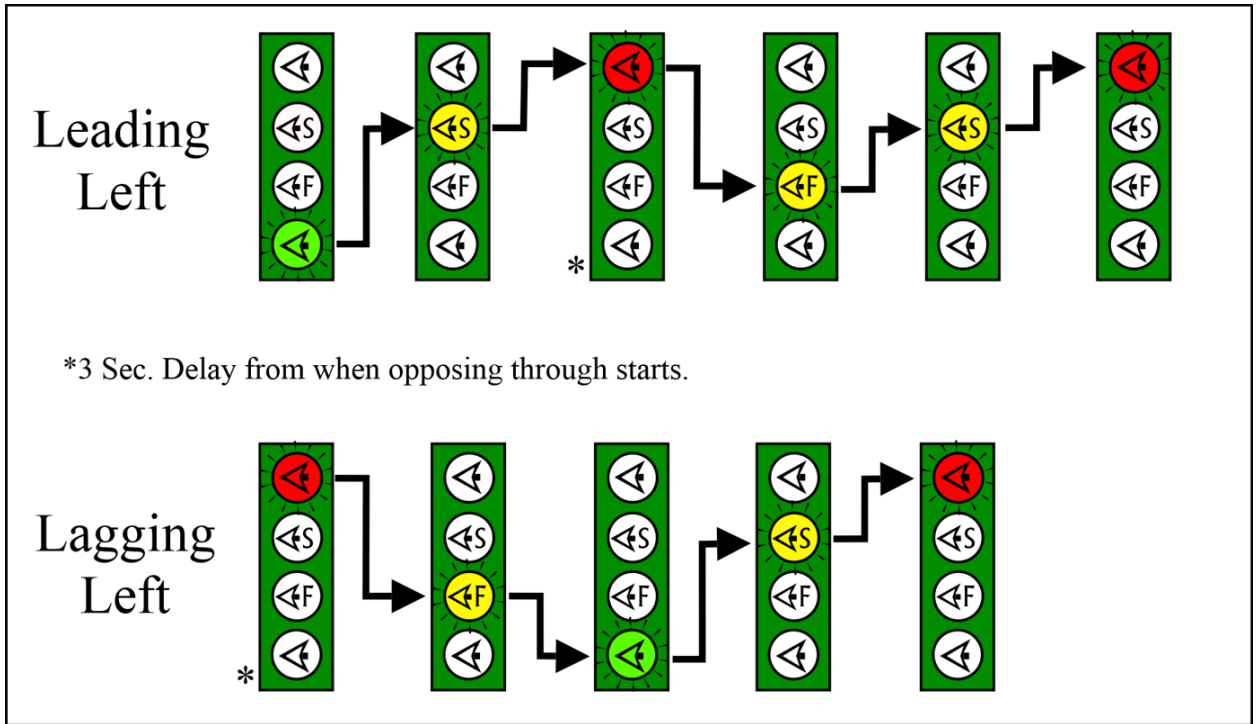 Leading
Left
S S S S S S
F F F F F F
*
*3 Sec. Delay from when opposing through starts.
Lagging
Left
S S S S S
F F F F F
*